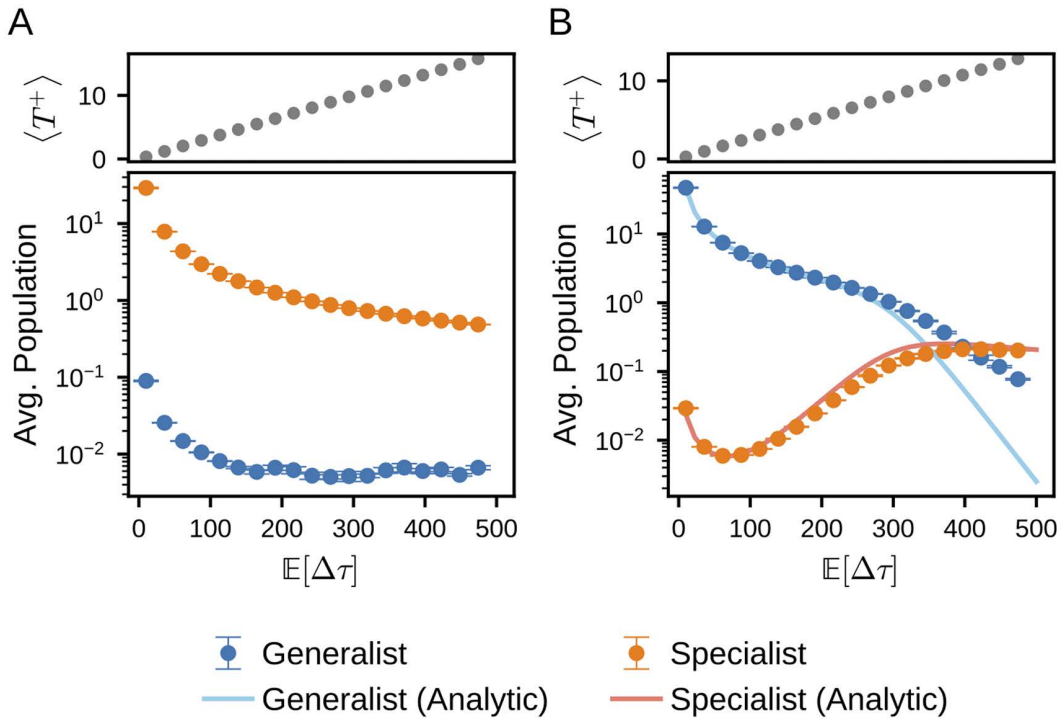 A
⟨T⁺⟩
10
0
Avg. Population
10¹
10⁰
10⁻¹
10⁻²
0 100 200 300 400 500
𝔼[Δτ]
B
⟨T⁺⟩
10
0
Avg. Population
10¹
10⁰
10⁻¹
10⁻²
0 100 200 300 400 500
𝔼[Δτ]
Generalist
Specialist
Generalist (Analytic)
Specialist (Analytic)